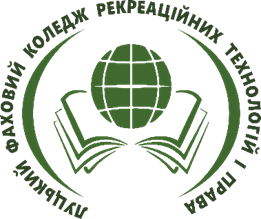 ЛУЦЬКИЙ ФАХОВИЙ КОЛЕДЖ РЕКРЕАЦІЙНИХ ТЕХНОЛОГІЙ І ПРАВА